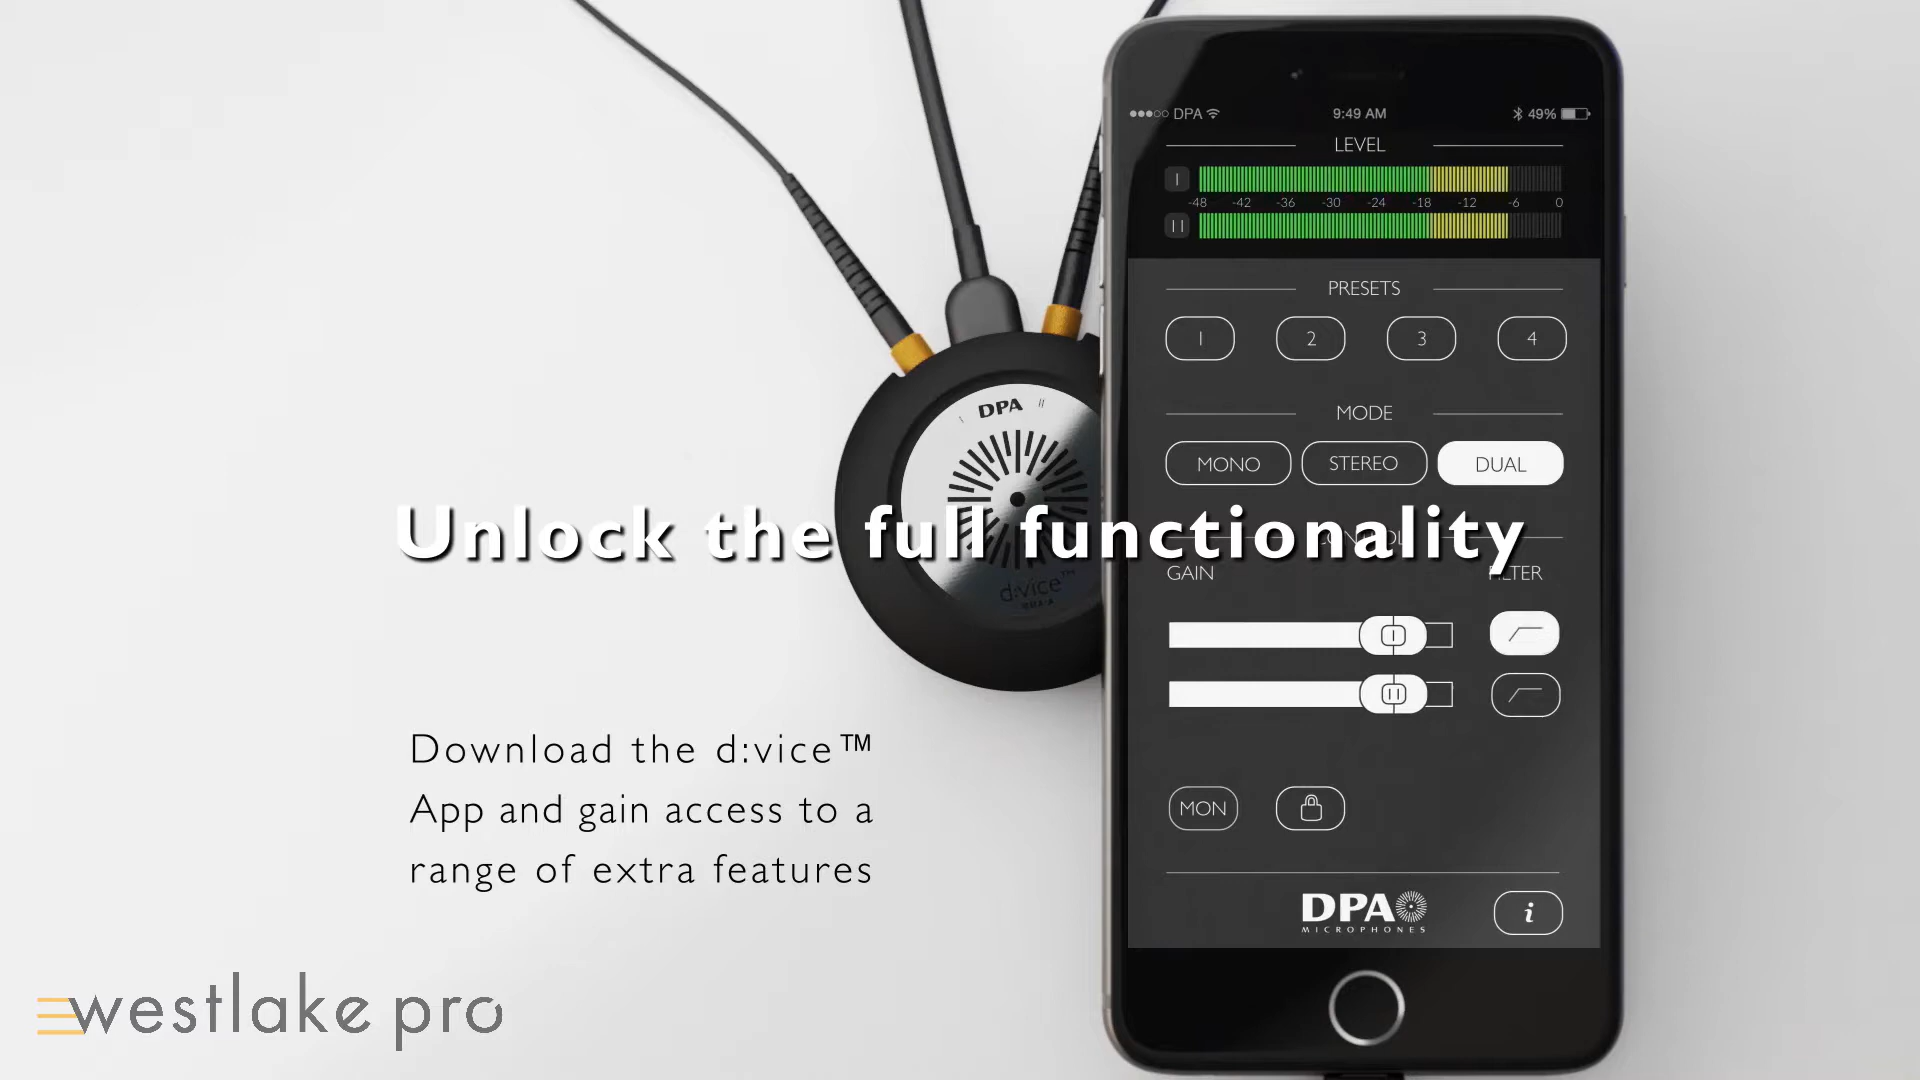 DPA
9:49 AM
49%
LEVEL
I
-48 -42 -36 -30 -24 -18 -12 -6 0
II
PRESETS
1 2 3 4
MODE
MONO STEREO DUAL
DPA
d:vice™
Unlock the full functionality
GAIN
I
II
Download the d:vice™
App and gain access to a
range of extra features
MON
DPA
MICROPHONES
i
westlake pro